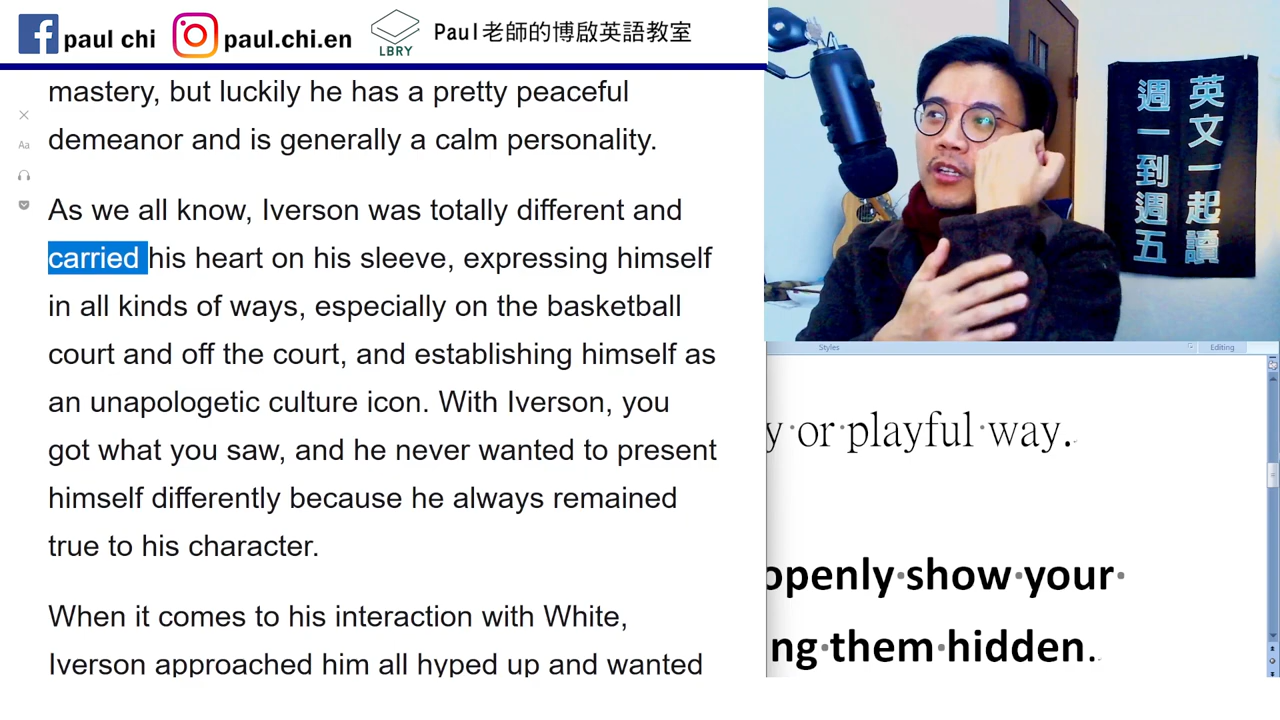 paul chi
paul.chi.en
LBRY
Paul老師的博啟英語教室
mastery, but luckily he has a pretty peaceful
demeanor and is generally a calm personality.
As we all know, Iverson was totally different and
carried his heart on his sleeve, expressing himself
in all kinds of ways, especially on the basketball
court and off the court, and establishing himself as
an unapologetic culture icon. With Iverson, you
got what you saw, and he never wanted to present
himself differently because he always remained
true to his character.
When it comes to his interaction with White,
Iverson approached him all hyped up and wanted
Aa
英文一起讀
週一到週五
Styles
Editing
y or playful way.
openly show your
ng them hidden.